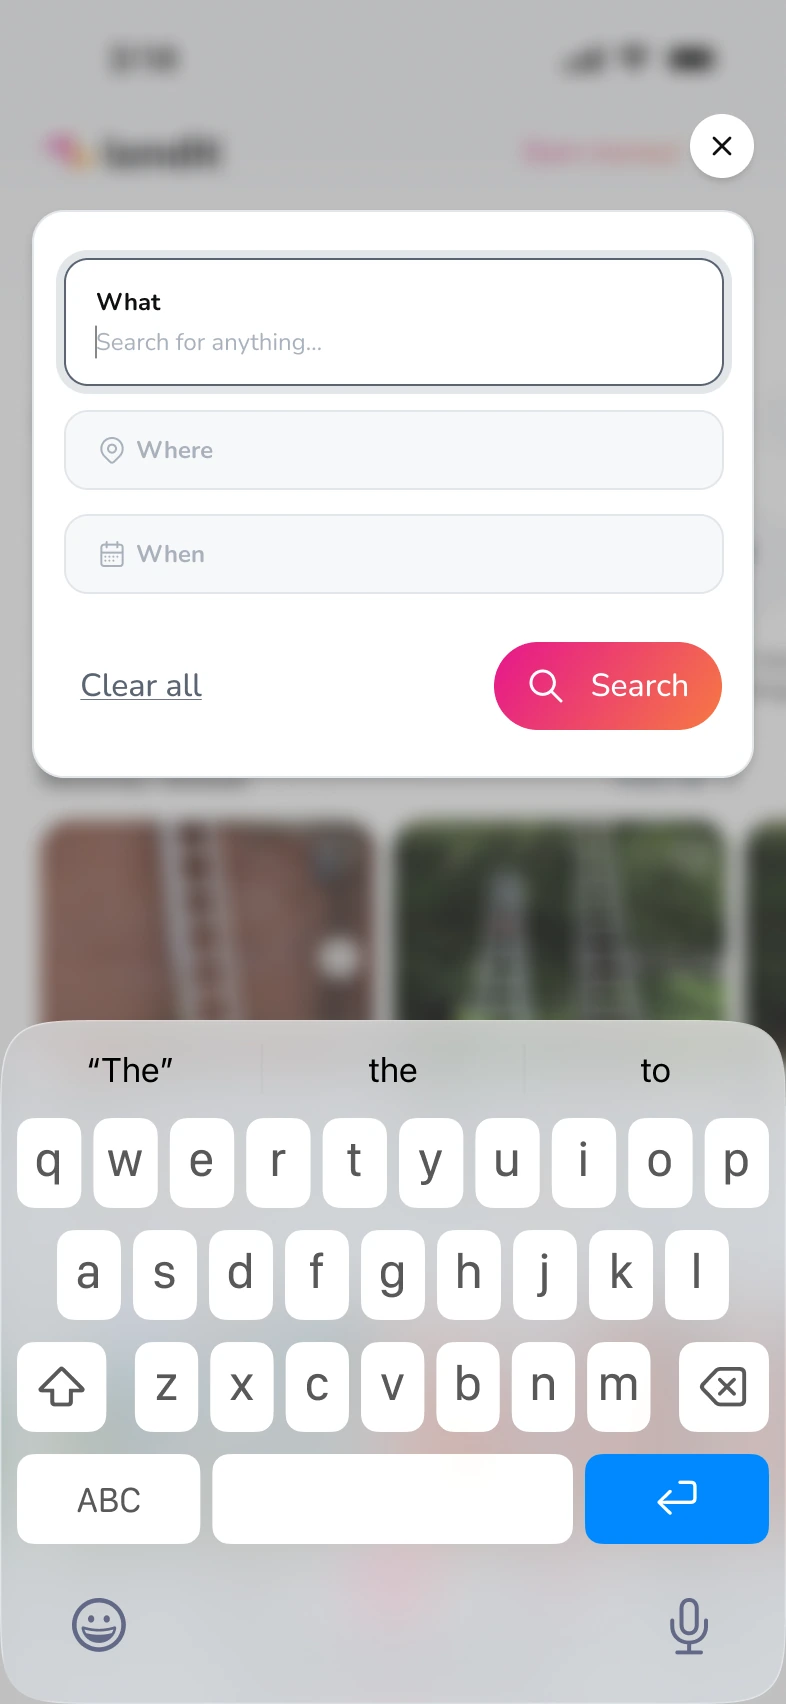 What
Search for anything...
Where
When
Clear all
Search
“The”
the
to
q w e r t y u i o p
a s d f g h j k l
z x c v b n m
ABC